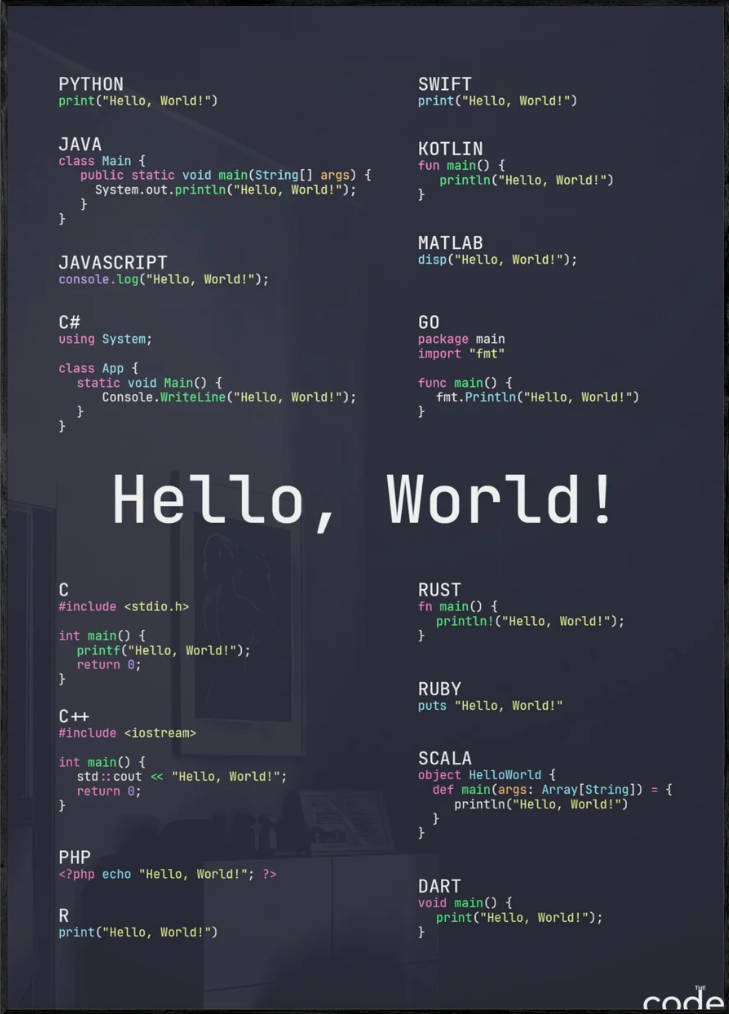 PYTHON
print("Hello, World!")
JAVA
class Main {
public static void main(String[] args) {
System.out.println("Hello, World!");
}
}
JAVASCRIPT
console.log("Hello, World!");
C#
using System;
class App {
static void Main() {
Console.WriteLine("Hello, World!");
}
}
SWIFT
print("Hello, World!")
KOTLIN
fun main() {
println("Hello, World!")
}
MATLAB
disp("Hello, World!");
GO
package main
import "fmt"
func main() {
fmt.Println("Hello, World!")
}
Hello, World!
C
#include <stdio.h>
int main() {
printf("Hello, World!");
return 0;
}
C++
#include <iostream>
int main() {
std::cout << "Hello, World!";
return 0;
}
PHP
<?php echo "Hello, World!"; ?>
R
print("Hello, World!")
RUST
fn main() {
println!("Hello, World!");
}
RUBY
puts "Hello, World!"
SCALA
object HelloWorld {
def main(args: Array[String]) = {
println("Hello, World!")
}
}
DART
void main() {
print("Hello, World!");
}
THE
code